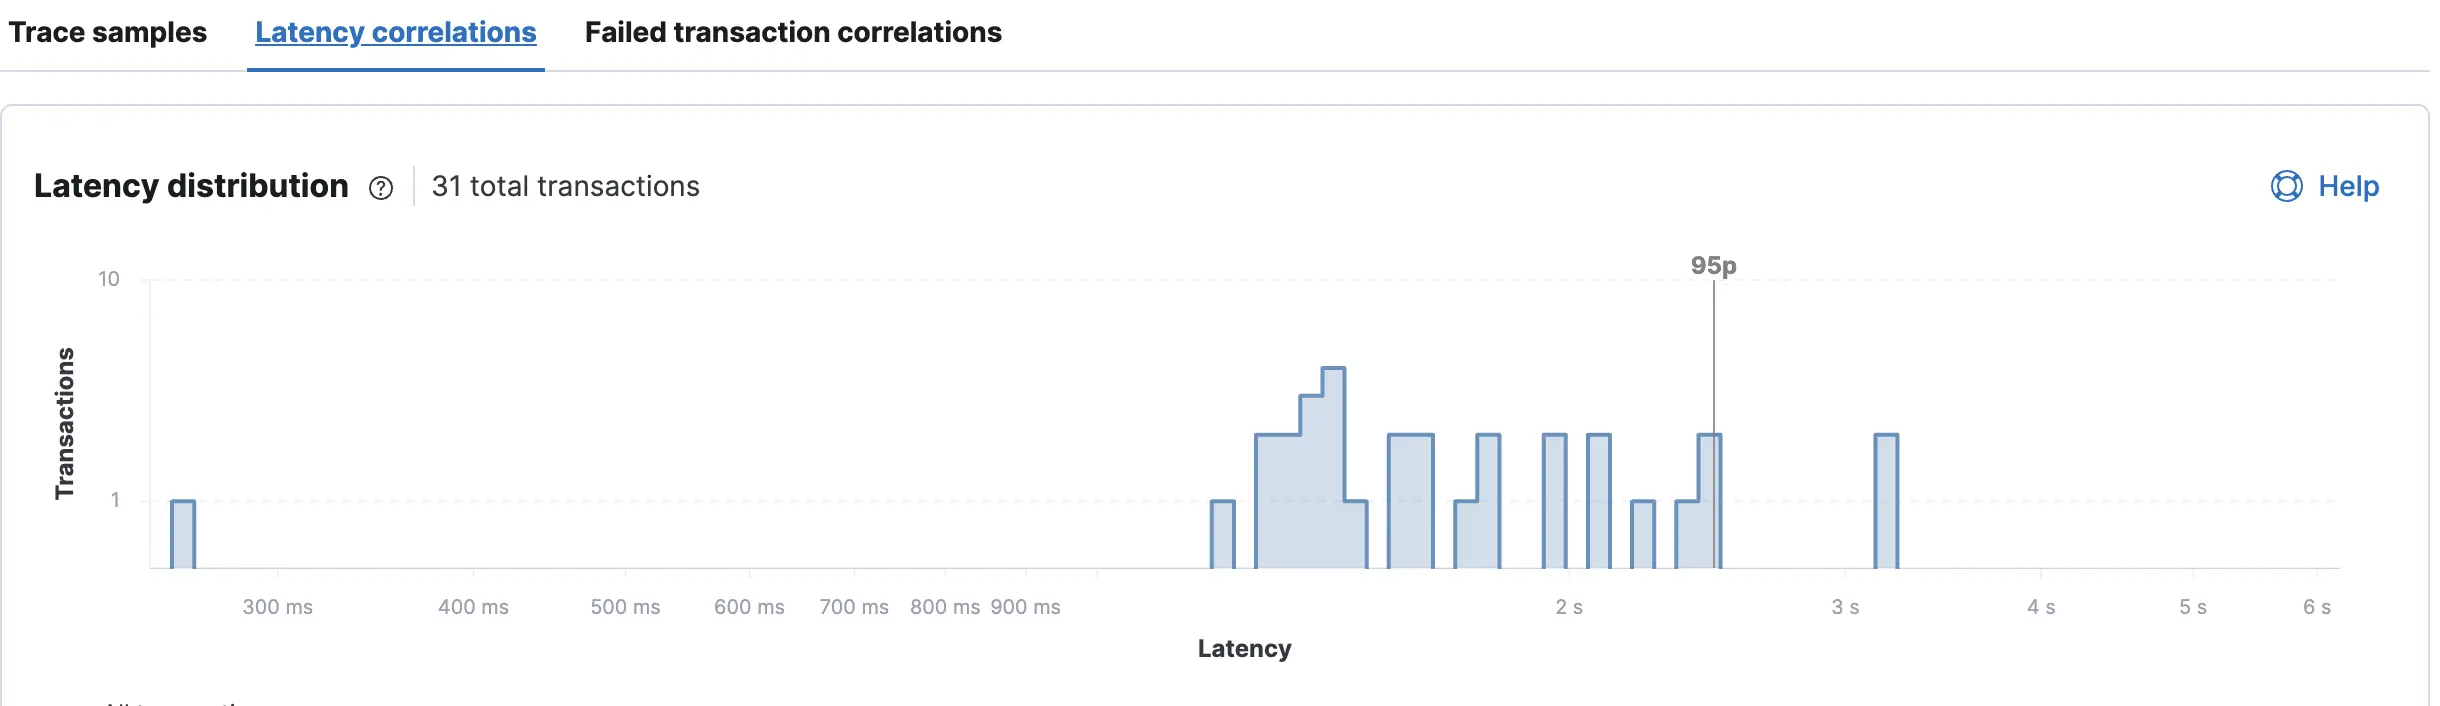 Trace samples Latency correlations Failed transaction correlations
Latency distribution ? 31 total transactions Help
95p
10
Transactions
1
300 ms 400 ms 500 ms 600 ms 700 ms 800 ms 900 ms 2 s 3 s 4 s 5 s 6 s
Latency